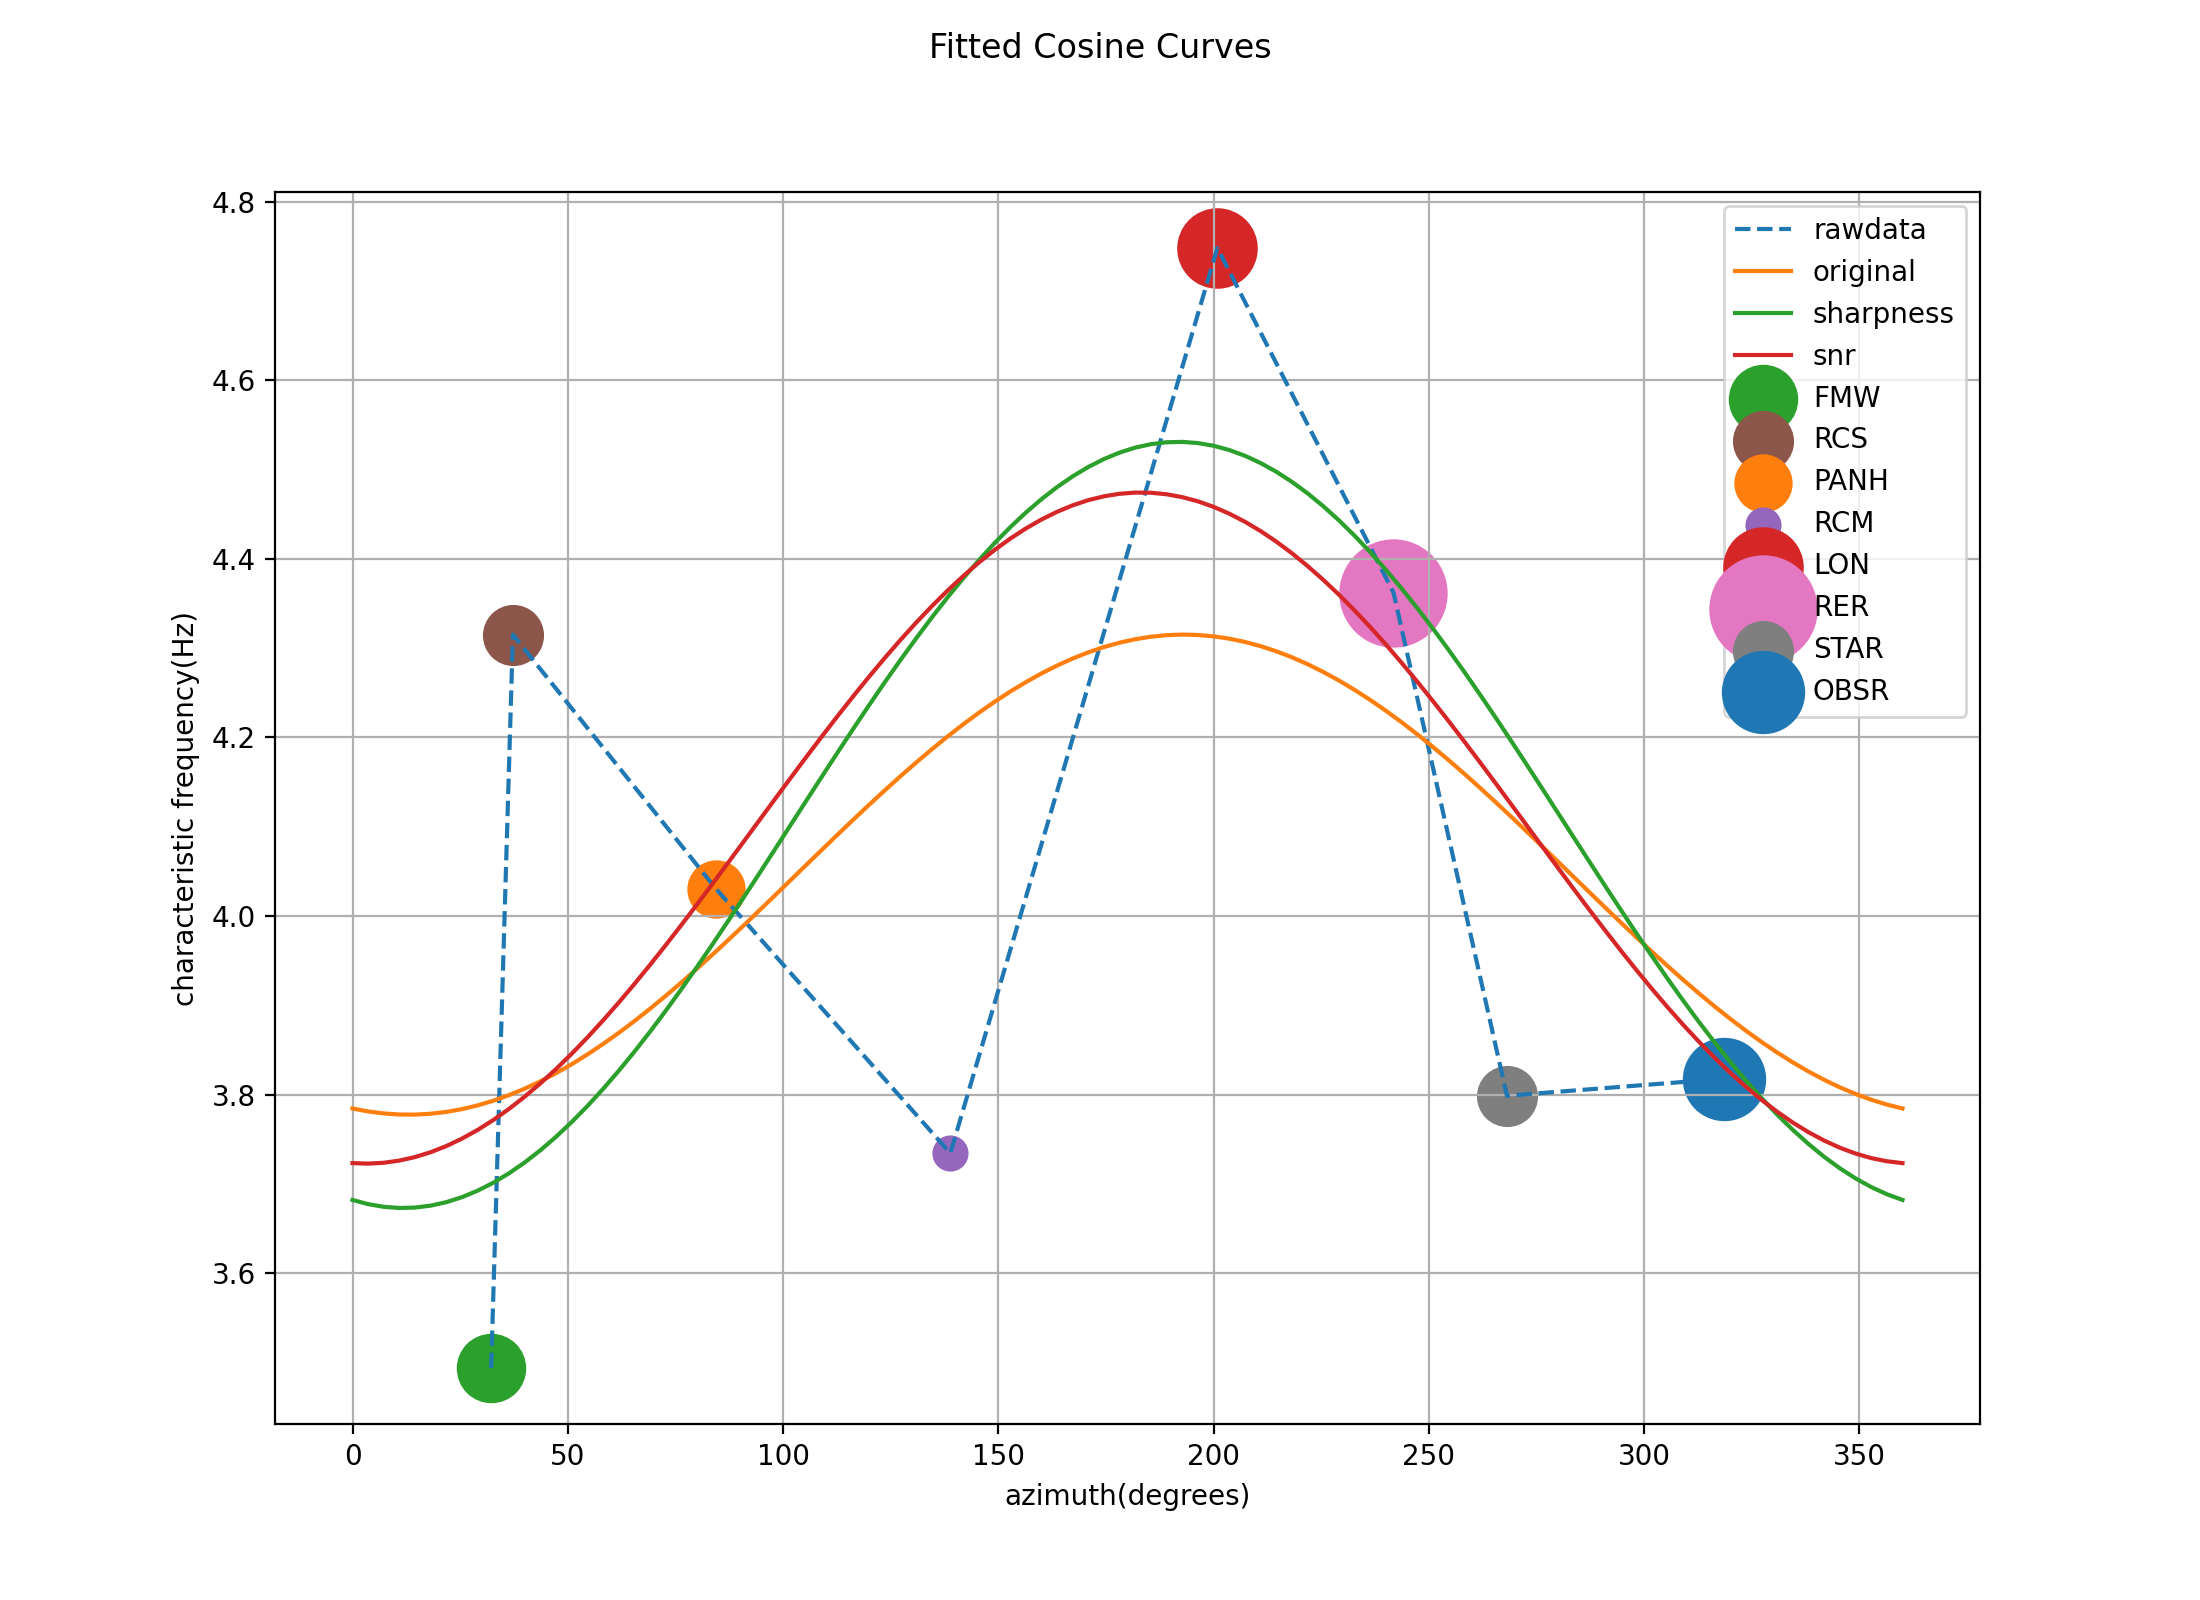 Fitted Cosine Curves
4.8
4.6
4.4
4.2
4.0
3.8
3.6
characteristic frequency(Hz)
rawdata
original
sharpness
snr
FMW
RCS
PANH
RCM
LON
RER
STAR
OBSR
0 50 100 150 200 250 300 350
azimuth(degrees)